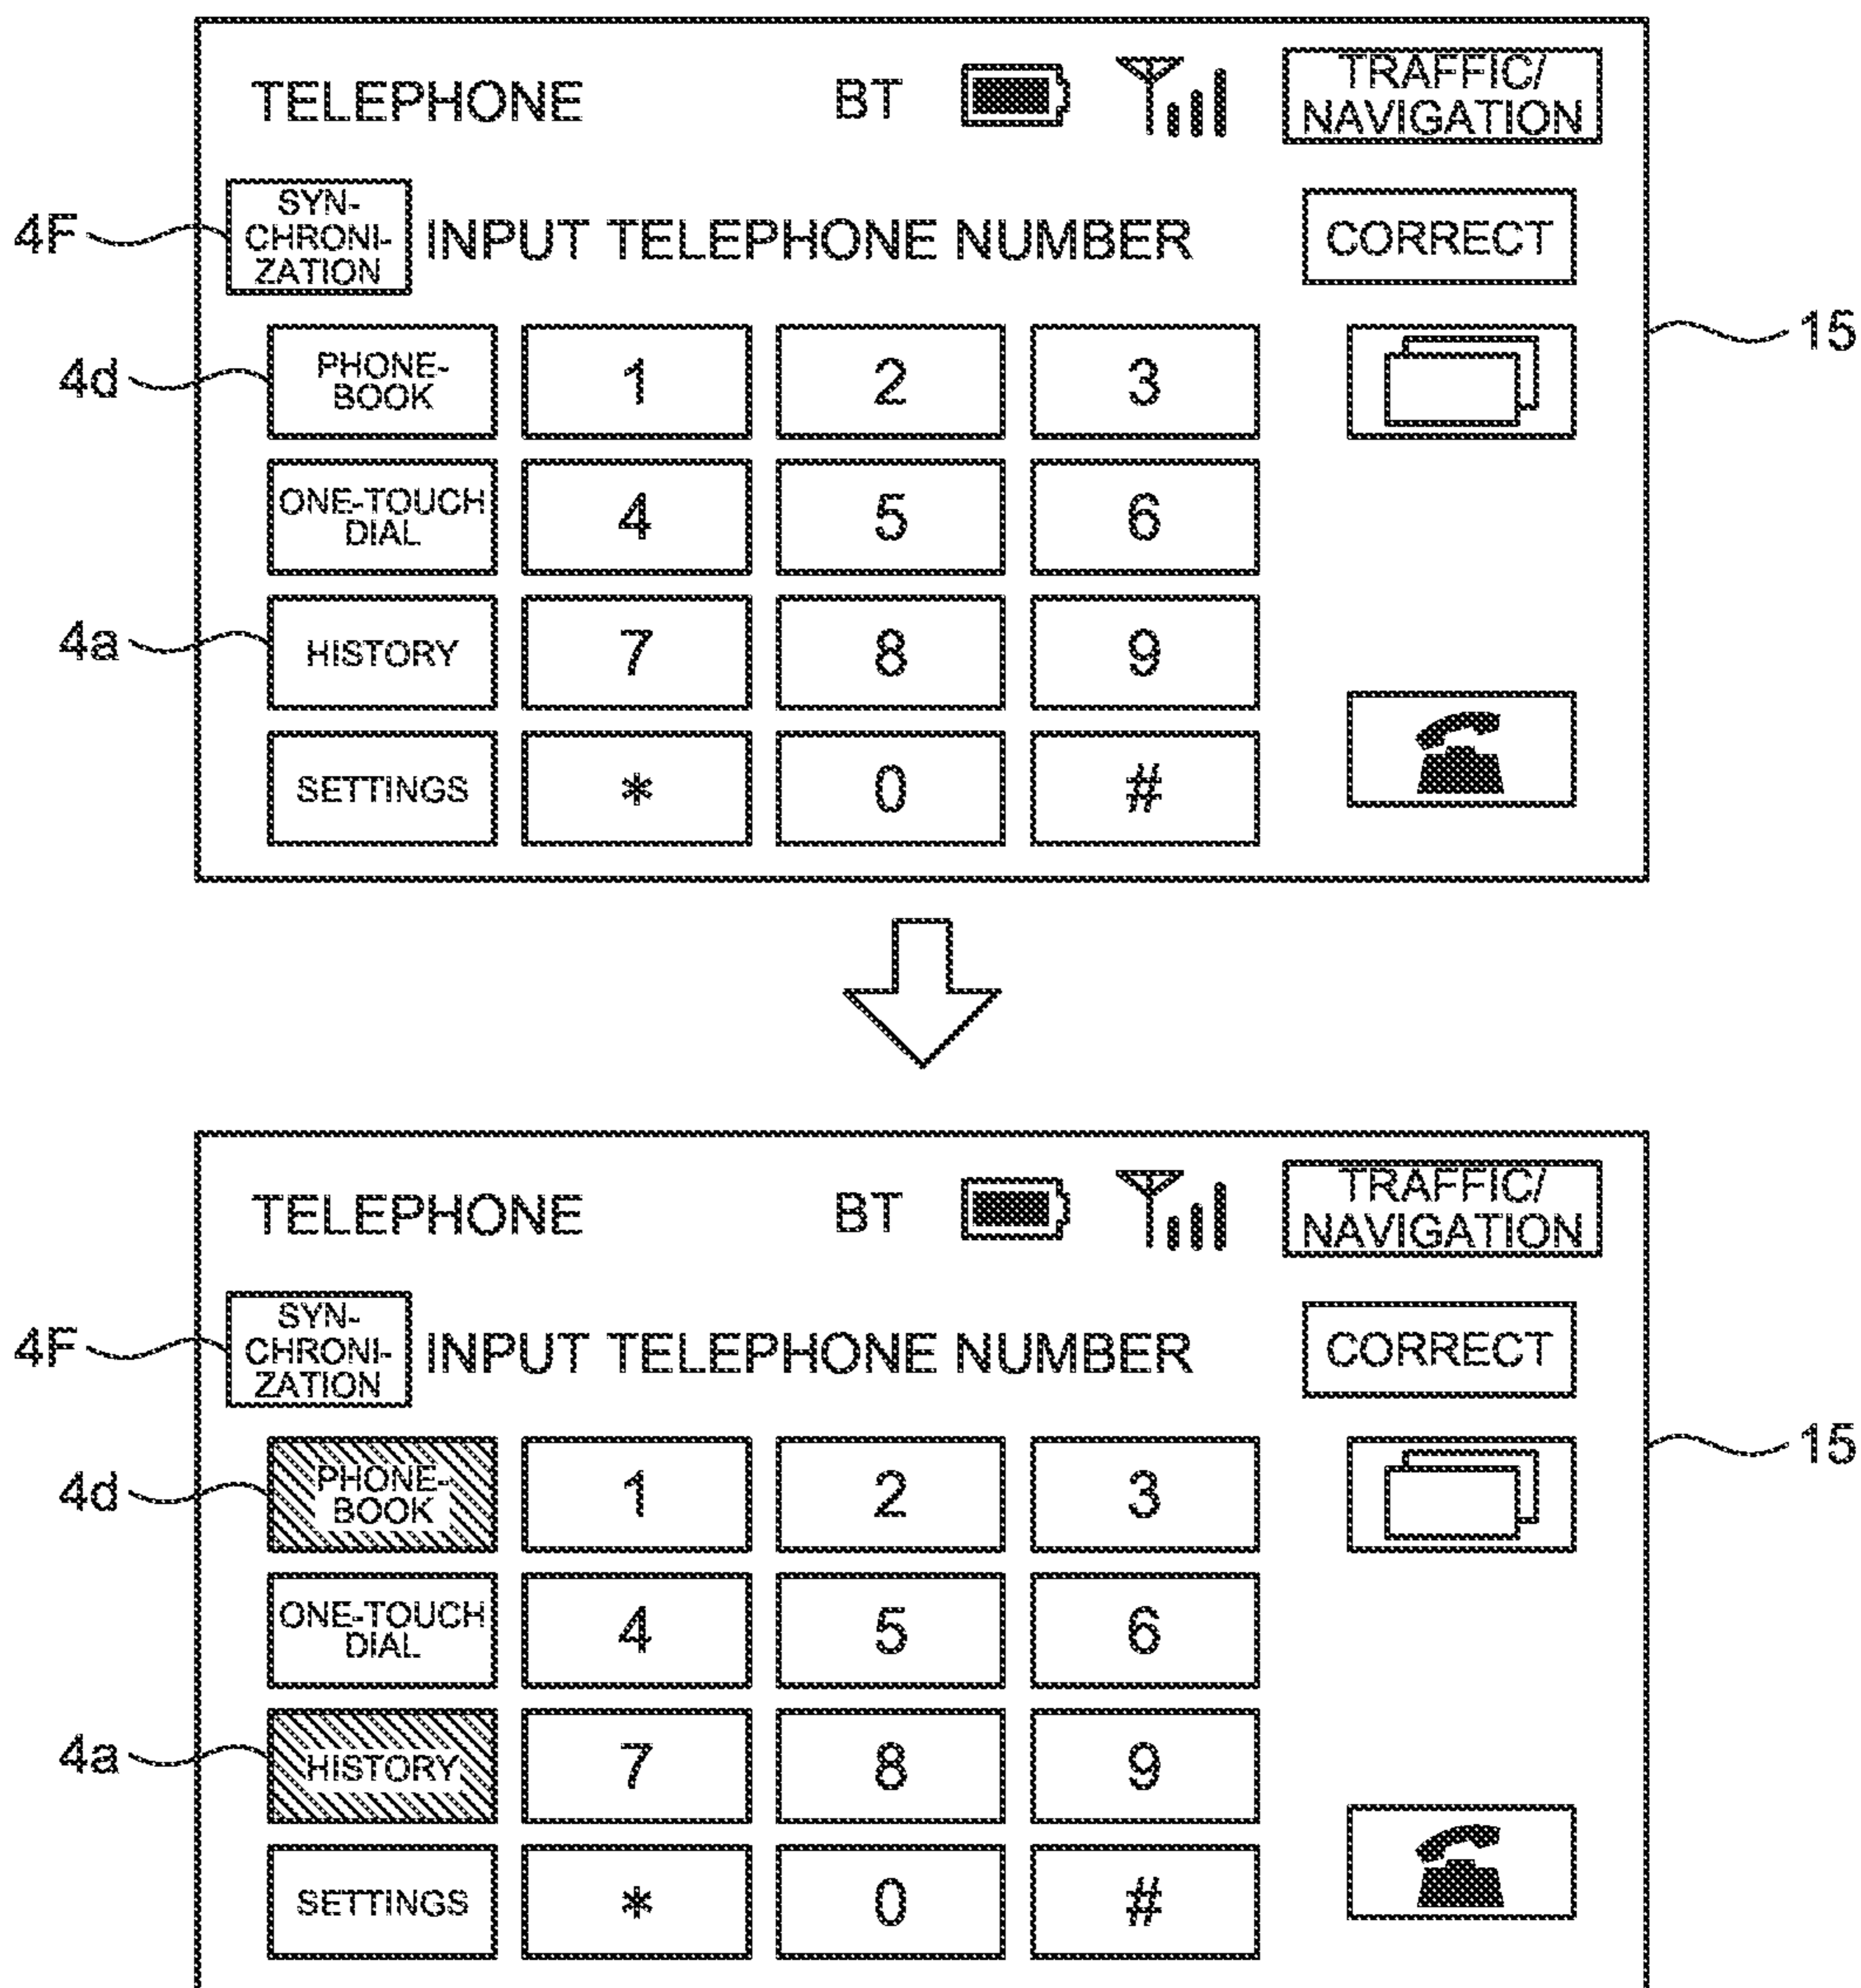 TELEPHONE BT TRAFFIC/
NAVIGATION
4F SYN-
CHRONI-
ZATION INPUT TELEPHONE NUMBER CORRECT
15
4d PHONE-
BOOK 1 2 3
ONE-TOUCH
DIAL 4 5 6
4a HISTORY 7 8 9
SETTINGS * 0 #
TELEPHONE BT TRAFFIC/
NAVIGATION
4F SYN-
CHRONI-
ZATION INPUT TELEPHONE NUMBER CORRECT
15
4d PHONE-
BOOK 1 2 3
ONE-TOUCH
DIAL 4 5 6
4a HISTORY 7 8 9
SETTINGS * 0 #